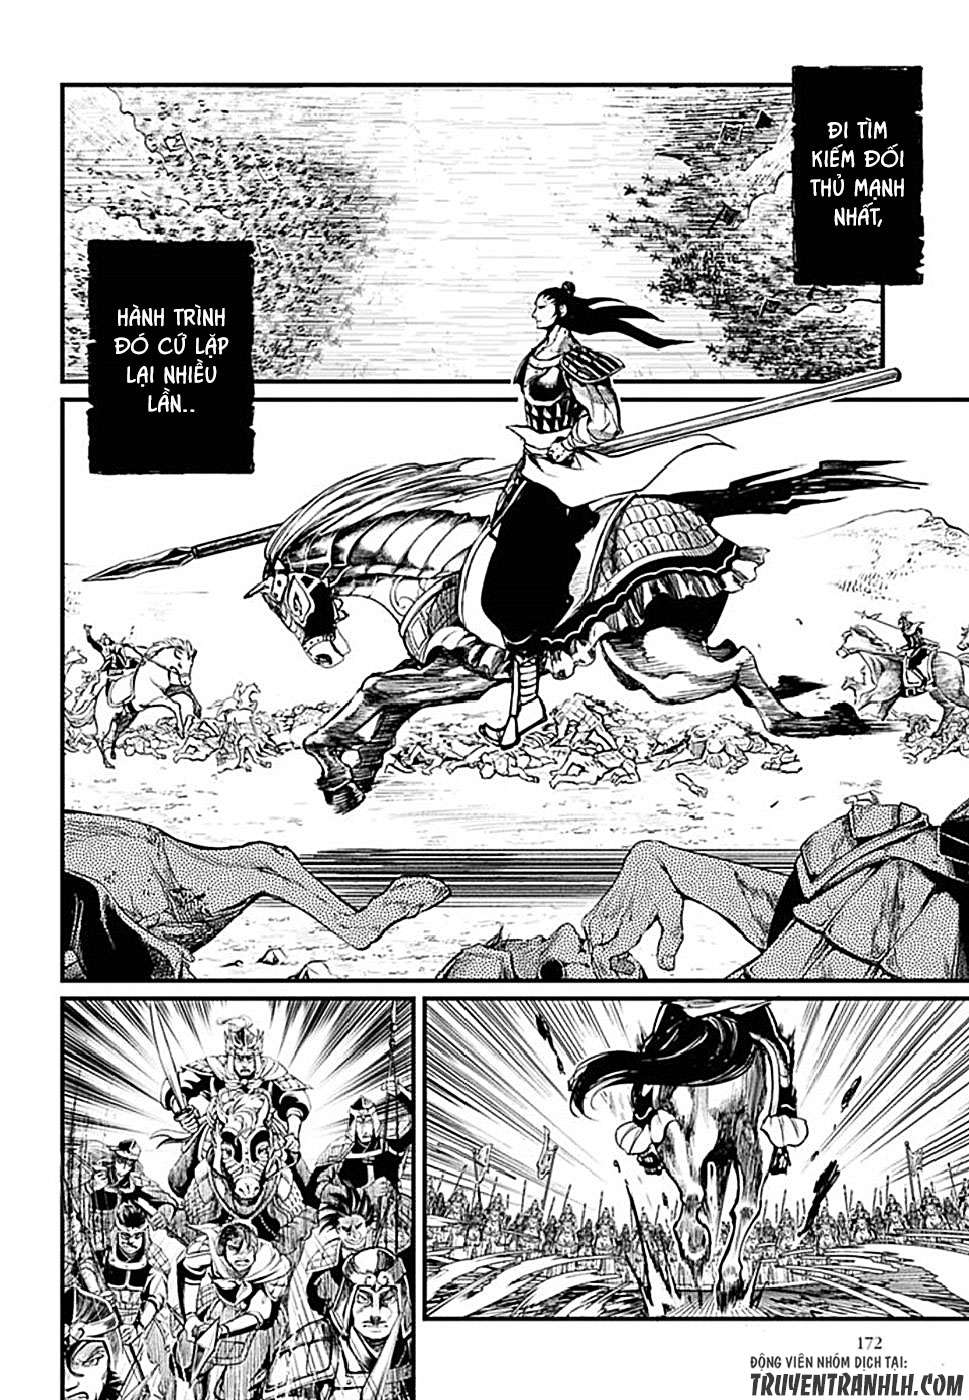 ĐI TÌM
KIẾM ĐỐI
THỦ MẠNH
NHẤT,
HÀNH TRÌNH
ĐÓ CỨ LẶP
LẠI NHIỀU
LẦN..
172
ĐỘNG VIÊN NHÓM DỊCH TẠI:
TRUYENTRANHLH.COM